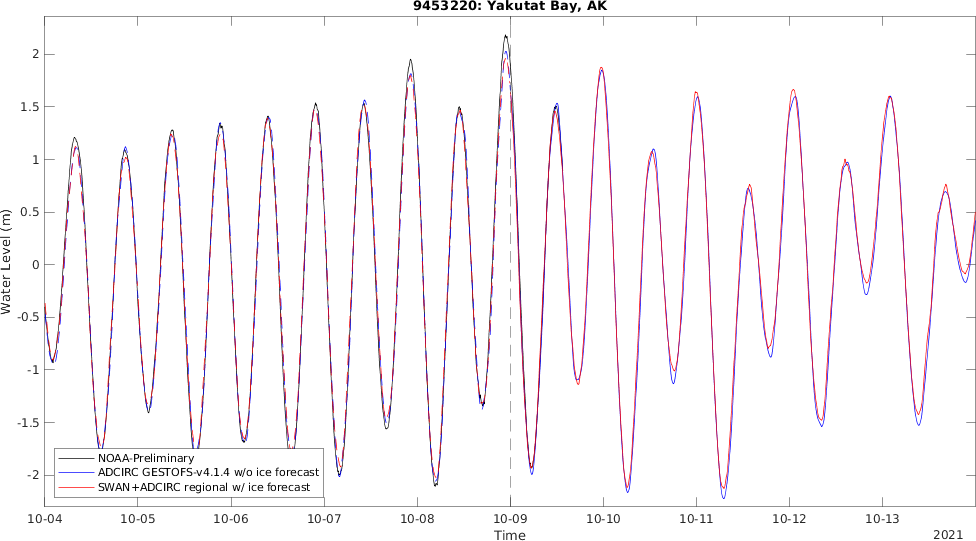 9453220: Yakutat Bay, AK
Water Level (m)
2
1.5
1
0.5
0
-0.5
-1
-1.5
-2
NOAA-Preliminary
ADCIRC GESTOFS-v4.1.4 w/o ice forecast
SWAN+ADCIRC regional w/ ice forecast
10-04 10-05 10-06 10-07 10-08 10-09 10-10 10-11 10-12 10-13
Time
2021